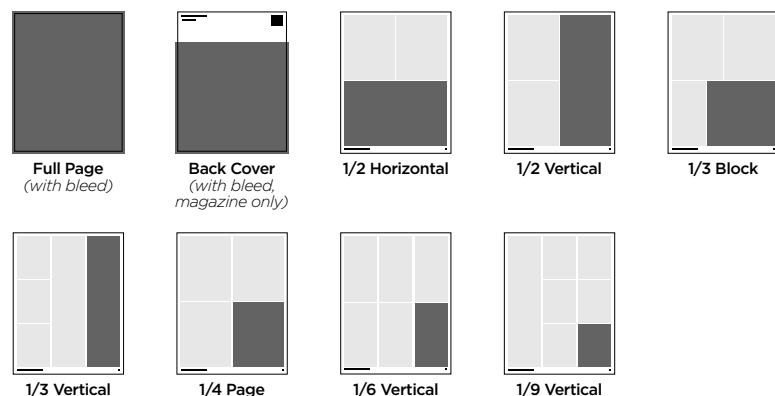 Full Page
(with bleed)
Back Cover
(with bleed,
magazine only)
1/2 Horizontal
1/2 Vertical
1/3 Block
1/3 Vertical
1/4 Page
1/6 Vertical
1/9 Vertical